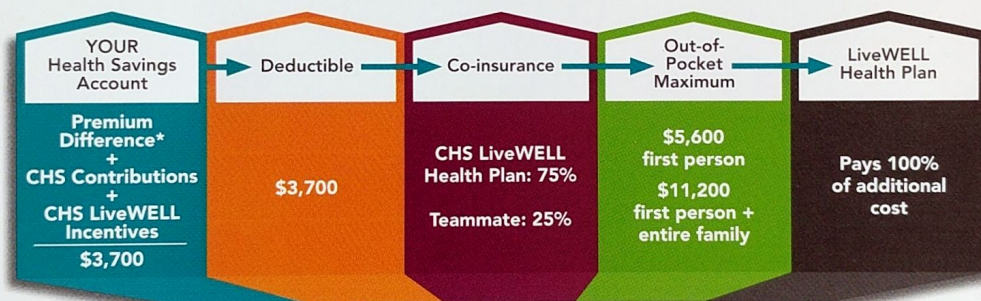 YOUR
Health Savings
Account
Premium
Difference*
+
CHS Contributions
+
CHS LiveWELL
Incentives
$3,700
Deductible
$3,700
Co-insurance
CHS LiveWELL
Health Plan: 75%
Teammate: 25%
Out-of-
Pocket
Maximum
$5,600
first person
$11,200
first person +
entire family
LiveWELL
Health Plan
Pays 100%
of additional
cost